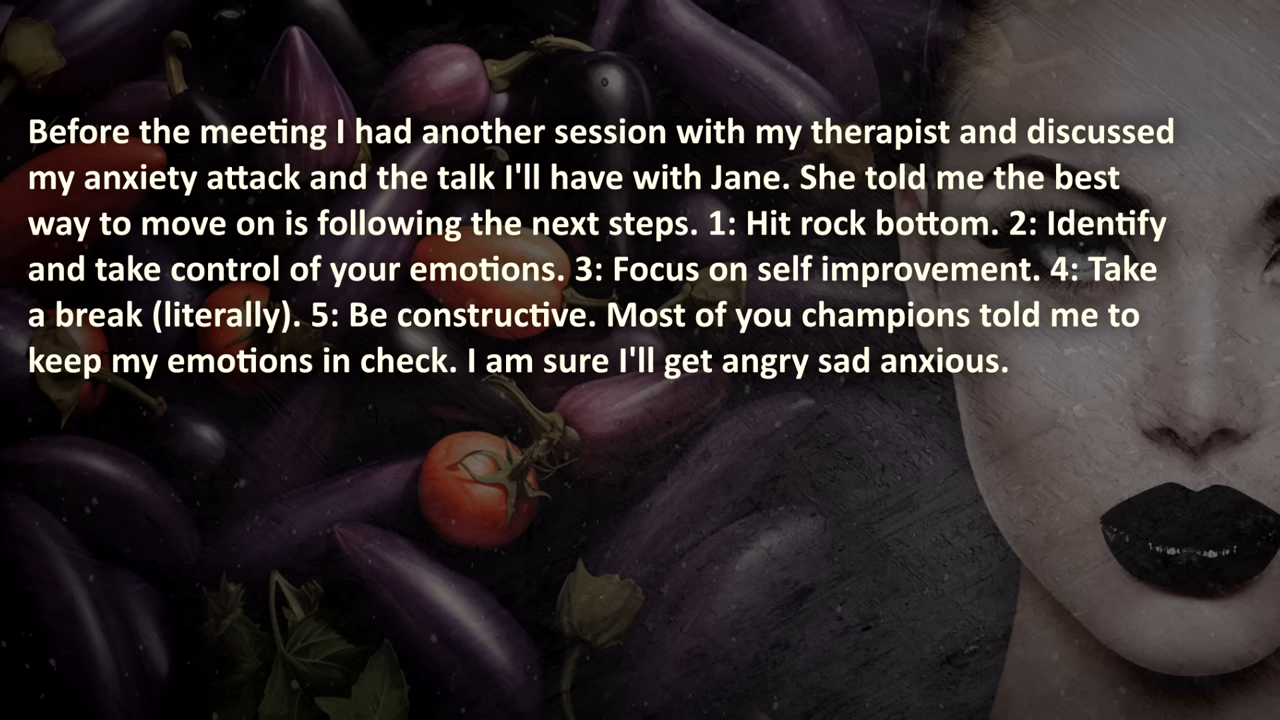 Before the meeting I had another session with my therapist and discussed
my anxiety attack and the talk I'll have with Jane. She told me the best
way to move on is following the next steps. 1: Hit rock bottom. 2: Identify
and take control of your emotions. 3: Focus on self improvement. 4: Take
a break (literally). 5: Be constructive. Most of you champions told me to
keep my emotions in check. I am sure I'll get angry sad anxious.